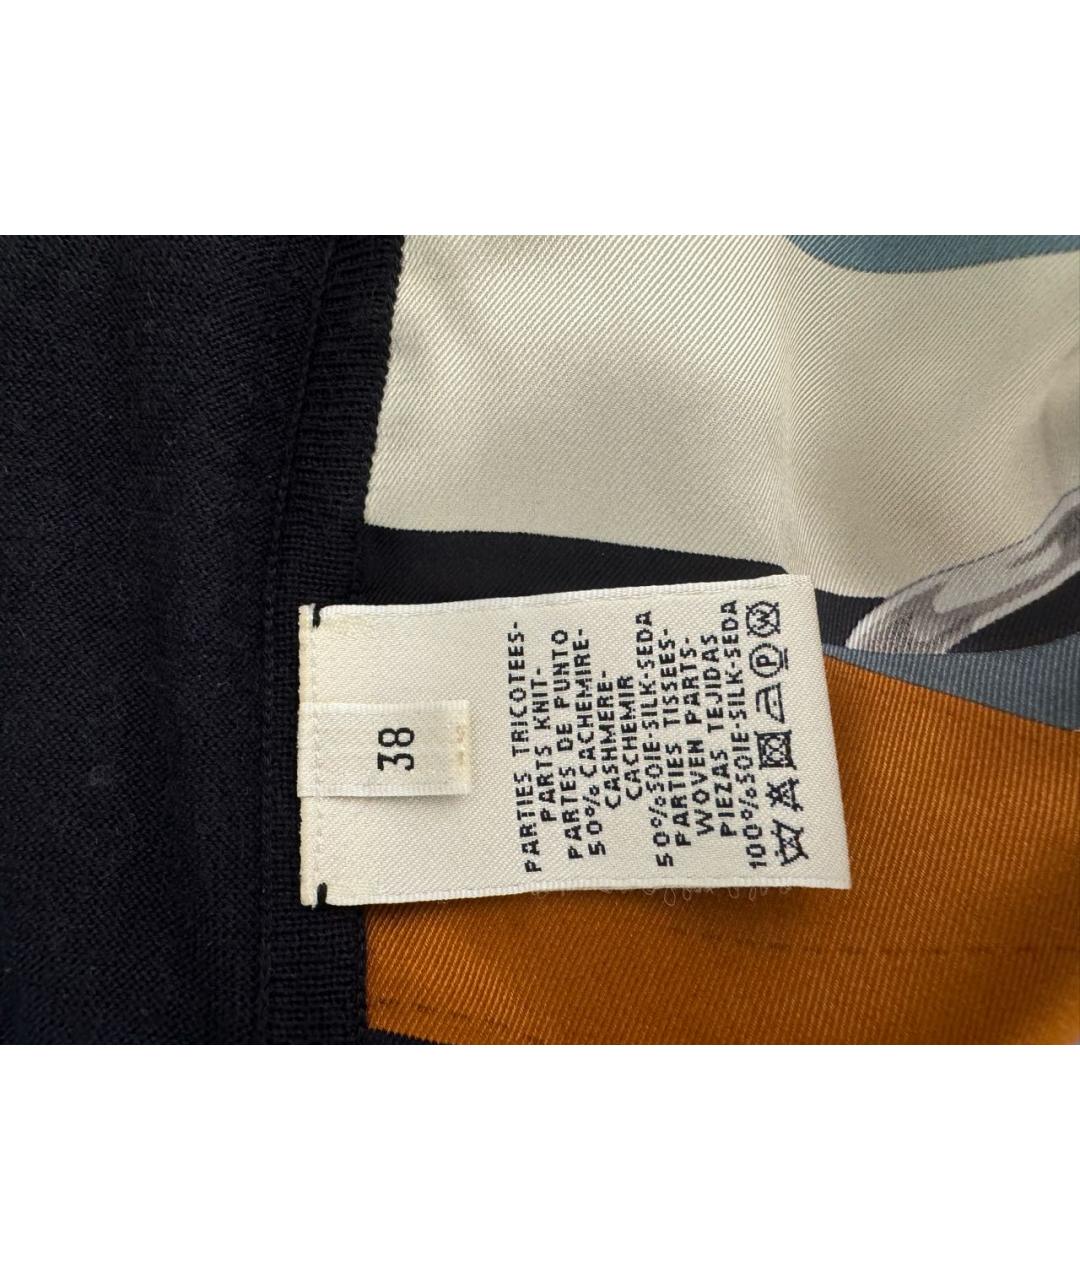 38
PARTIES TRICOTEES-
PARTS KNIT-
PARTES DE PUNTO
50% CACHEMIRE-
CASHMERE-
CACHEMIR
50%SOIE-SILK-SEDA
PARTIES TISSEES-
WOVEN PARTS-
PIEZAS TEJIDAS
100%SOIE-SILK-SEDA
P W